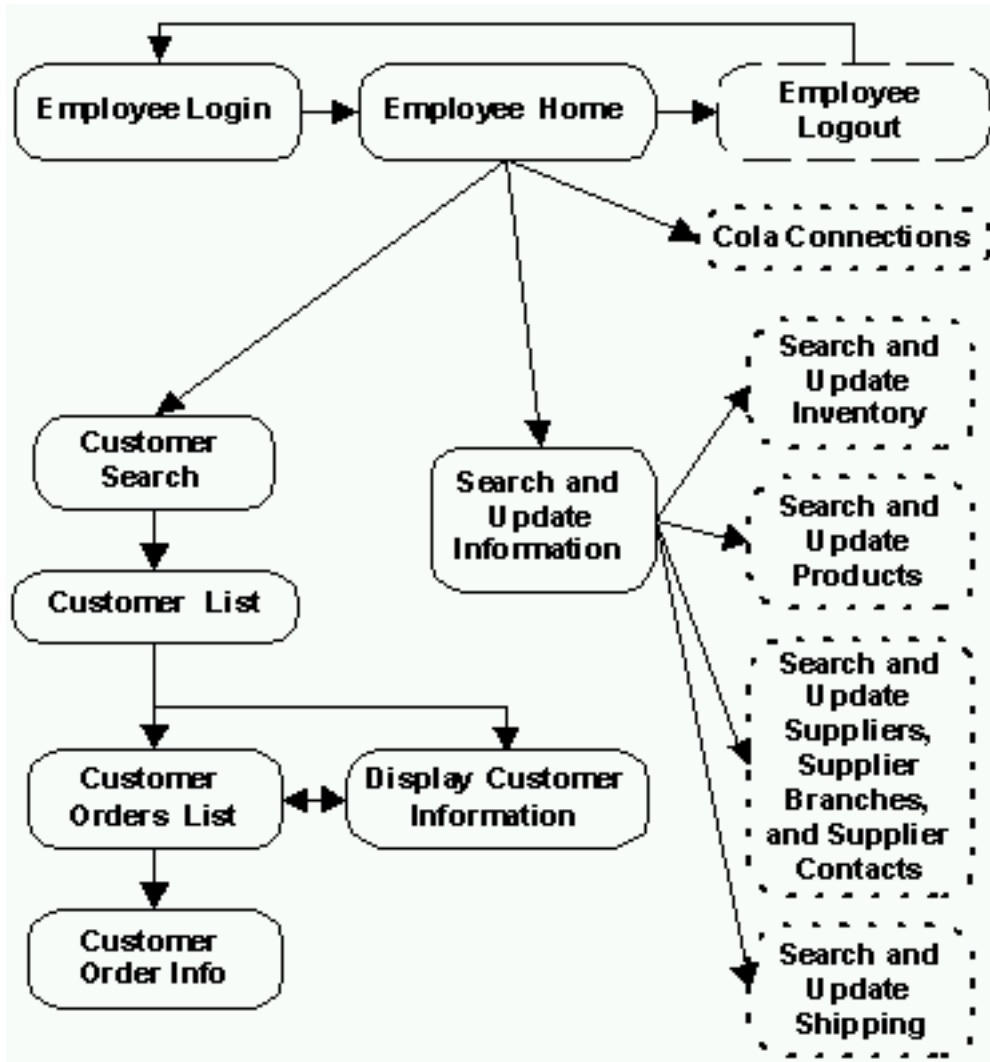 Employee Login
Employee Home
Employee
Logout
Cola Connections
Search and
Update
Inventory
Customer
Search
Search and
Update
Information
Search and
Update
Products
Customer List
Search and
Update
Suppliers,
Supplier
Branches,
and Supplier
Contacts
Customer
Orders List
Display Customer
Information
Customer
Order Info
Search and
Update
Shipping